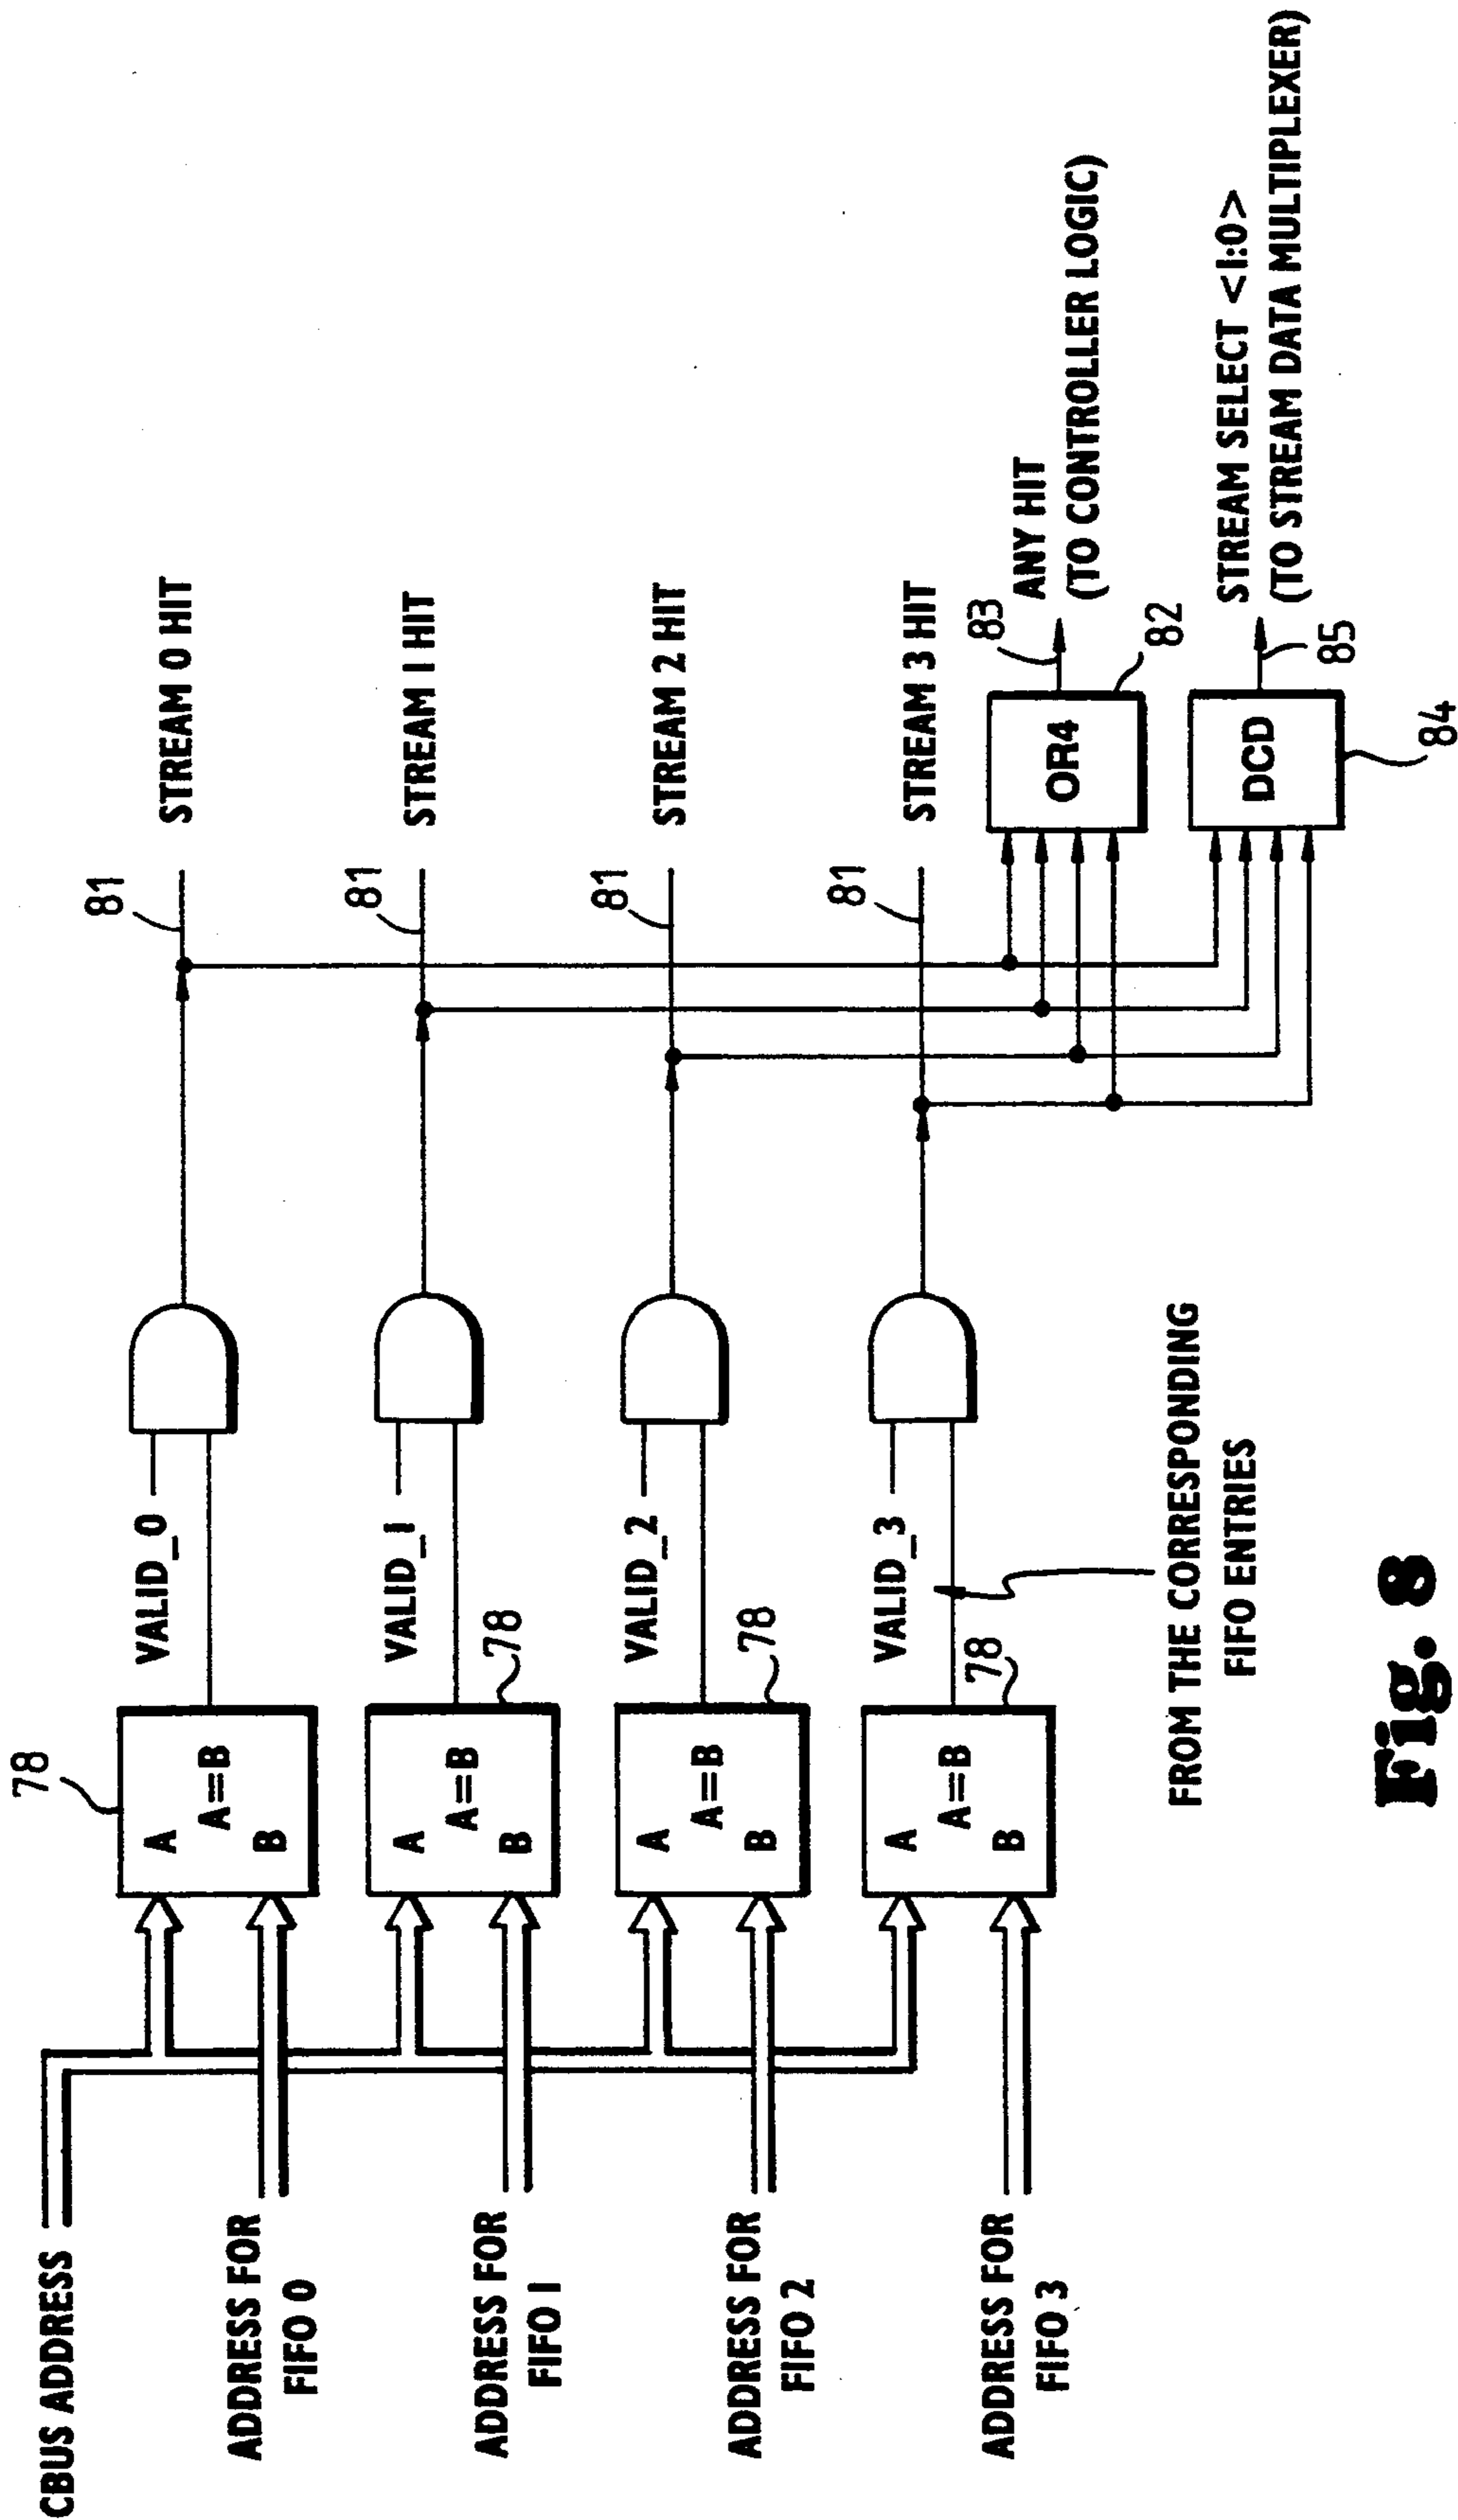 CBUS ADDRESS
ADDRESS FOR
FIFO 0
ADDRESS FOR
FIFO 1
ADDRESS FOR
FIFO 2
ADDRESS FOR
FIFO 3
78
A
A=B
B
78
A
A=B
B
78
A
A=B
B
78
A
A=B
B
VALID_0
VALID_1
VALID_2
VALID_3
FROM THE CORRESPONDING
FIFO ENTRIES
81
STREAM 0 HIT
81
STREAM 1 HIT
81
STREAM 2 HIT
81
STREAM 3 HIT
OR4
82
83
ANY HIT
(TO CONTROLLER LOGIC)
DCD
84
85
STREAM SELECT <1:0>
(TO STREAM DATA MULTIPLEXER)
Fig. 8